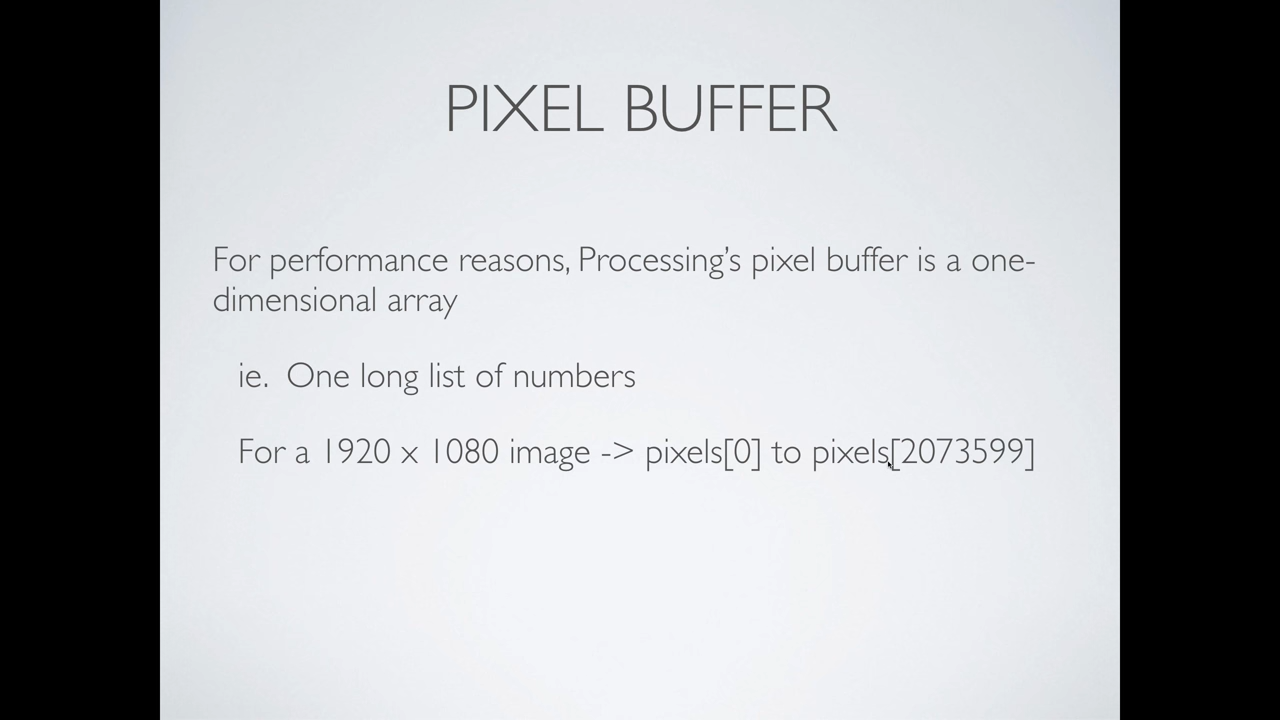 PIXEL BUFFER
For performance reasons, Processing’s pixel buffer is a one-
dimensional array
ie.  One long list of numbers
For a 1920 x 1080 image -> pixels[0] to pixels[2073599]